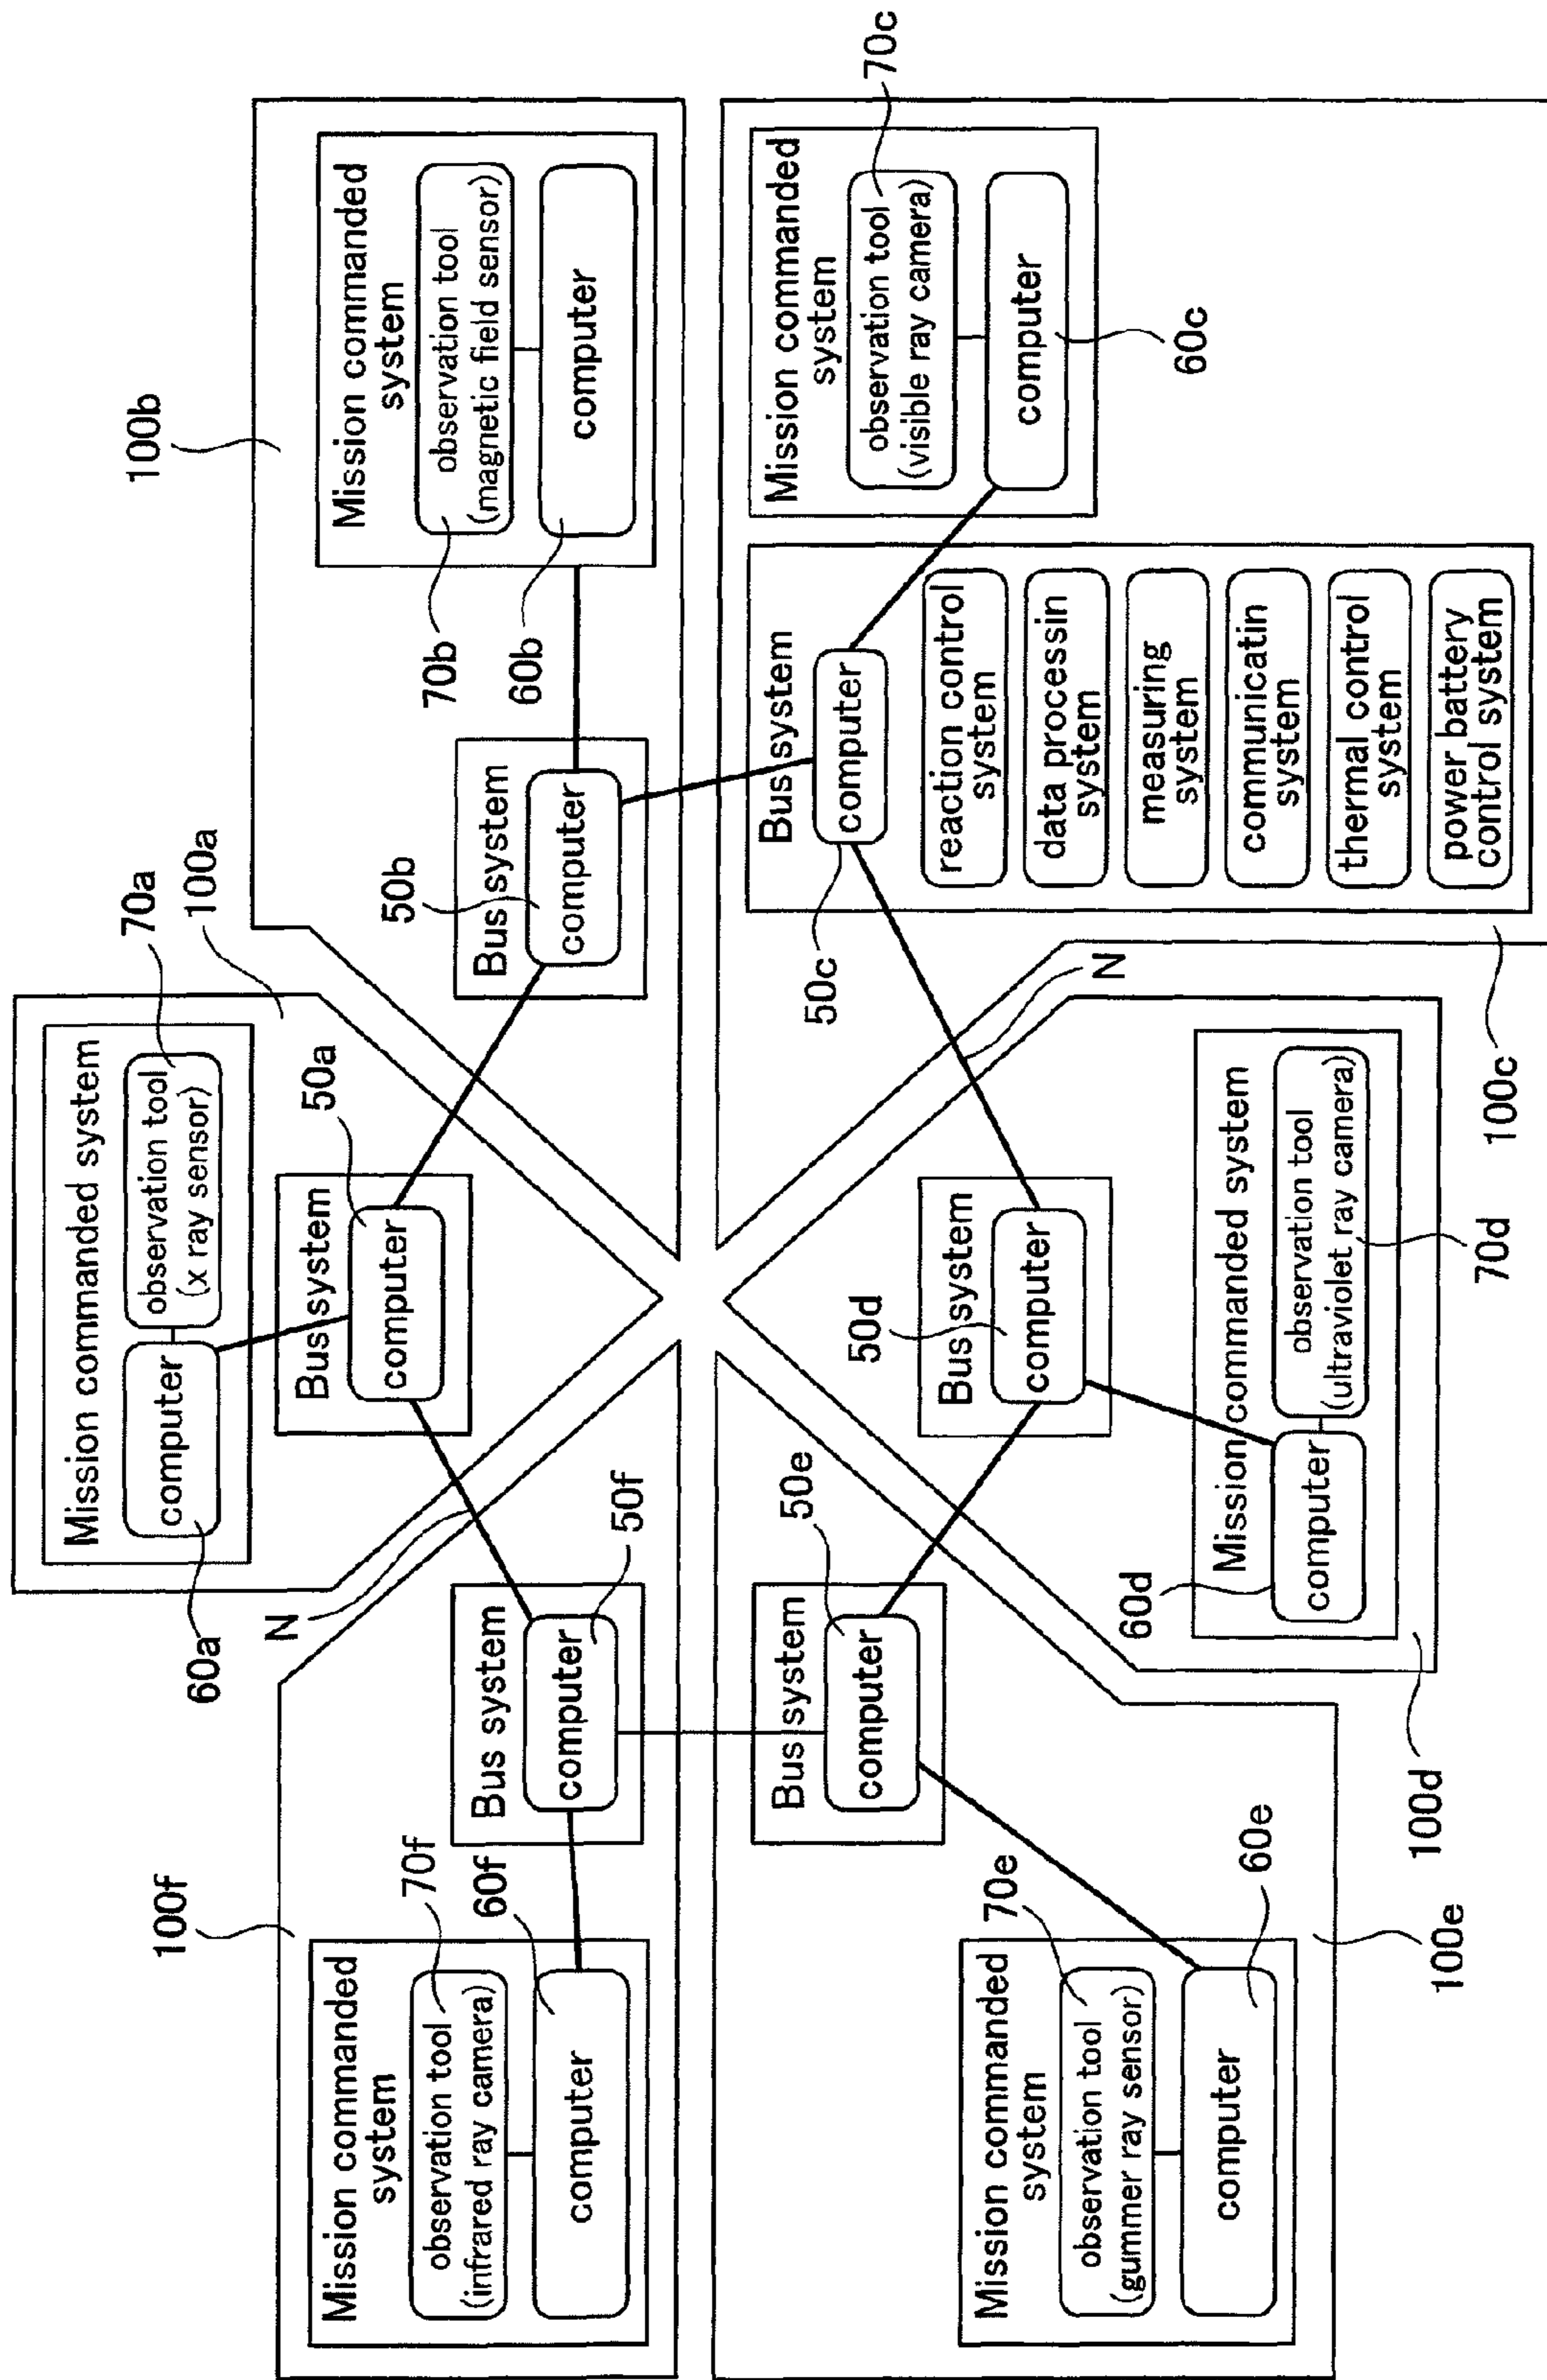 100f
Mission commanded
system
observation tool
(infrared ray camera)
computer
70f
60f
Bus system
computer
50f
N
Mission commanded system
computer
observation tool
(x ray sensor)
60a
70a
100a
Bus system
computer
50a
100b
Mission commanded
system
observation tool
(magnetic field sensor)
computer
70b
60b
Bus system
computer
50b
Mission commanded
system
observation tool
(visible ray camera)
computer
70c
60c
Bus system
computer
50c
reaction control
system
data processin
system
measuring
system
communicatin
system
thermal control
system
power battery
control system
100c
N
Bus system
computer
50d
Mission commanded system
computer
observation tool
(ultraviolet ray camera)
60d
70d
100d
Bus system
computer
50e
Mission commanded
system
observation tool
(gummer ray sensor)
computer
70e
60e
100e